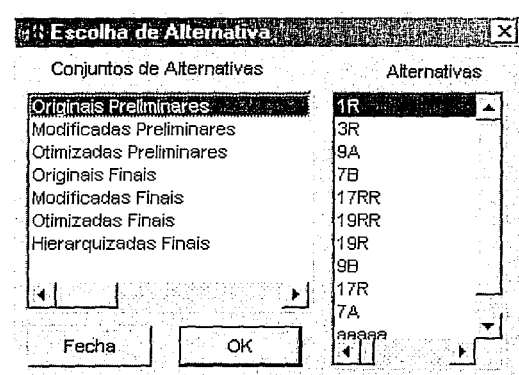 Escolha de Alternativa
Conjuntos de Alternativas
Originais Preliminares
Modificadas Preliminares
Otimizadas Preliminares
Originais Finais
Modificadas Finais
Otimizadas Finais
Hierarquizadas Finais
Alternativas
1R
3R
9A
7B
17RR
19RR
19R
9B
17R
7A
aaaaa
Fecha
OK